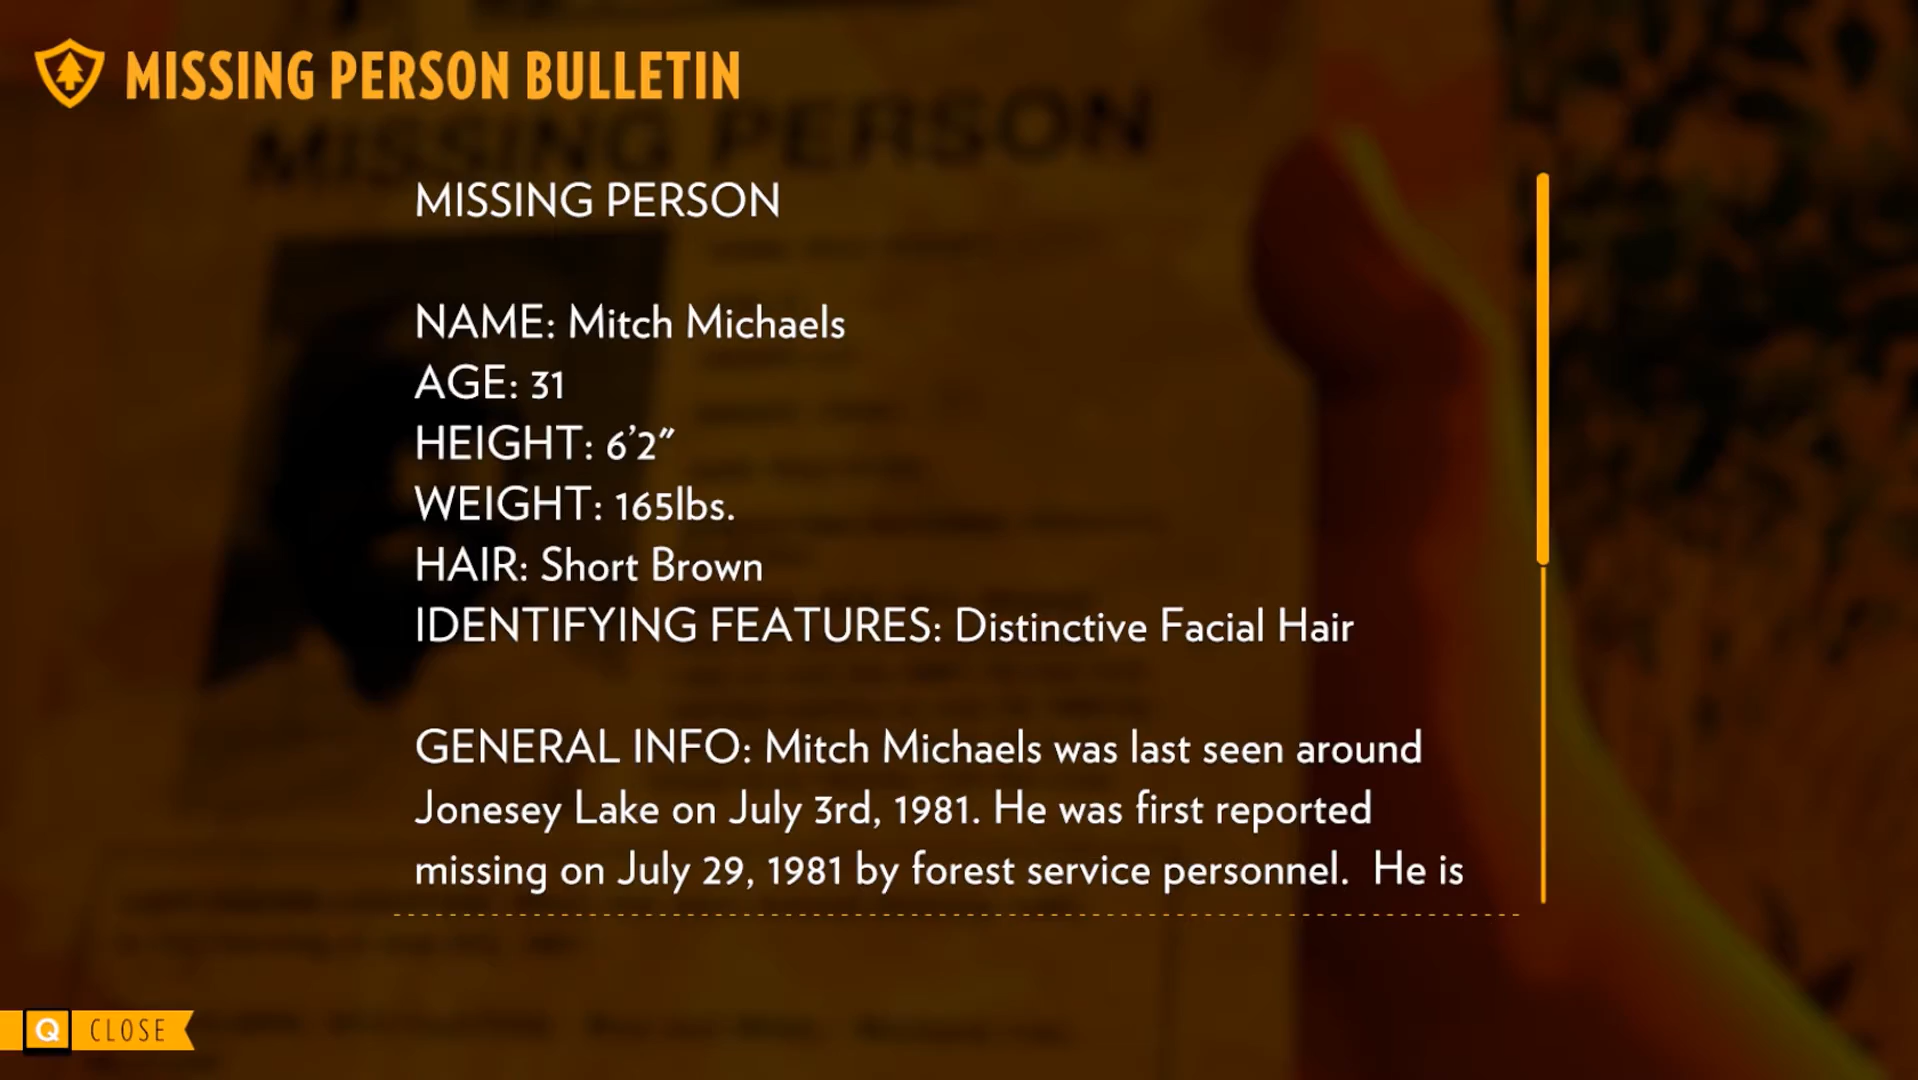 MISSING PERSON BULLETIN
MISSING PERSON
MISSING PERSON
NAME: Mitch Michaels
AGE: 31
HEIGHT: 6'2"
WEIGHT: 165lbs.
HAIR: Short Brown
IDENTIFYING FEATURES: Distinctive Facial Hair
GENERAL INFO: Mitch Michaels was last seen around
Jonesey Lake on July 3rd, 1981. He was first reported
missing on July 29, 1981 by forest service personnel.  He is
Q CLOSE